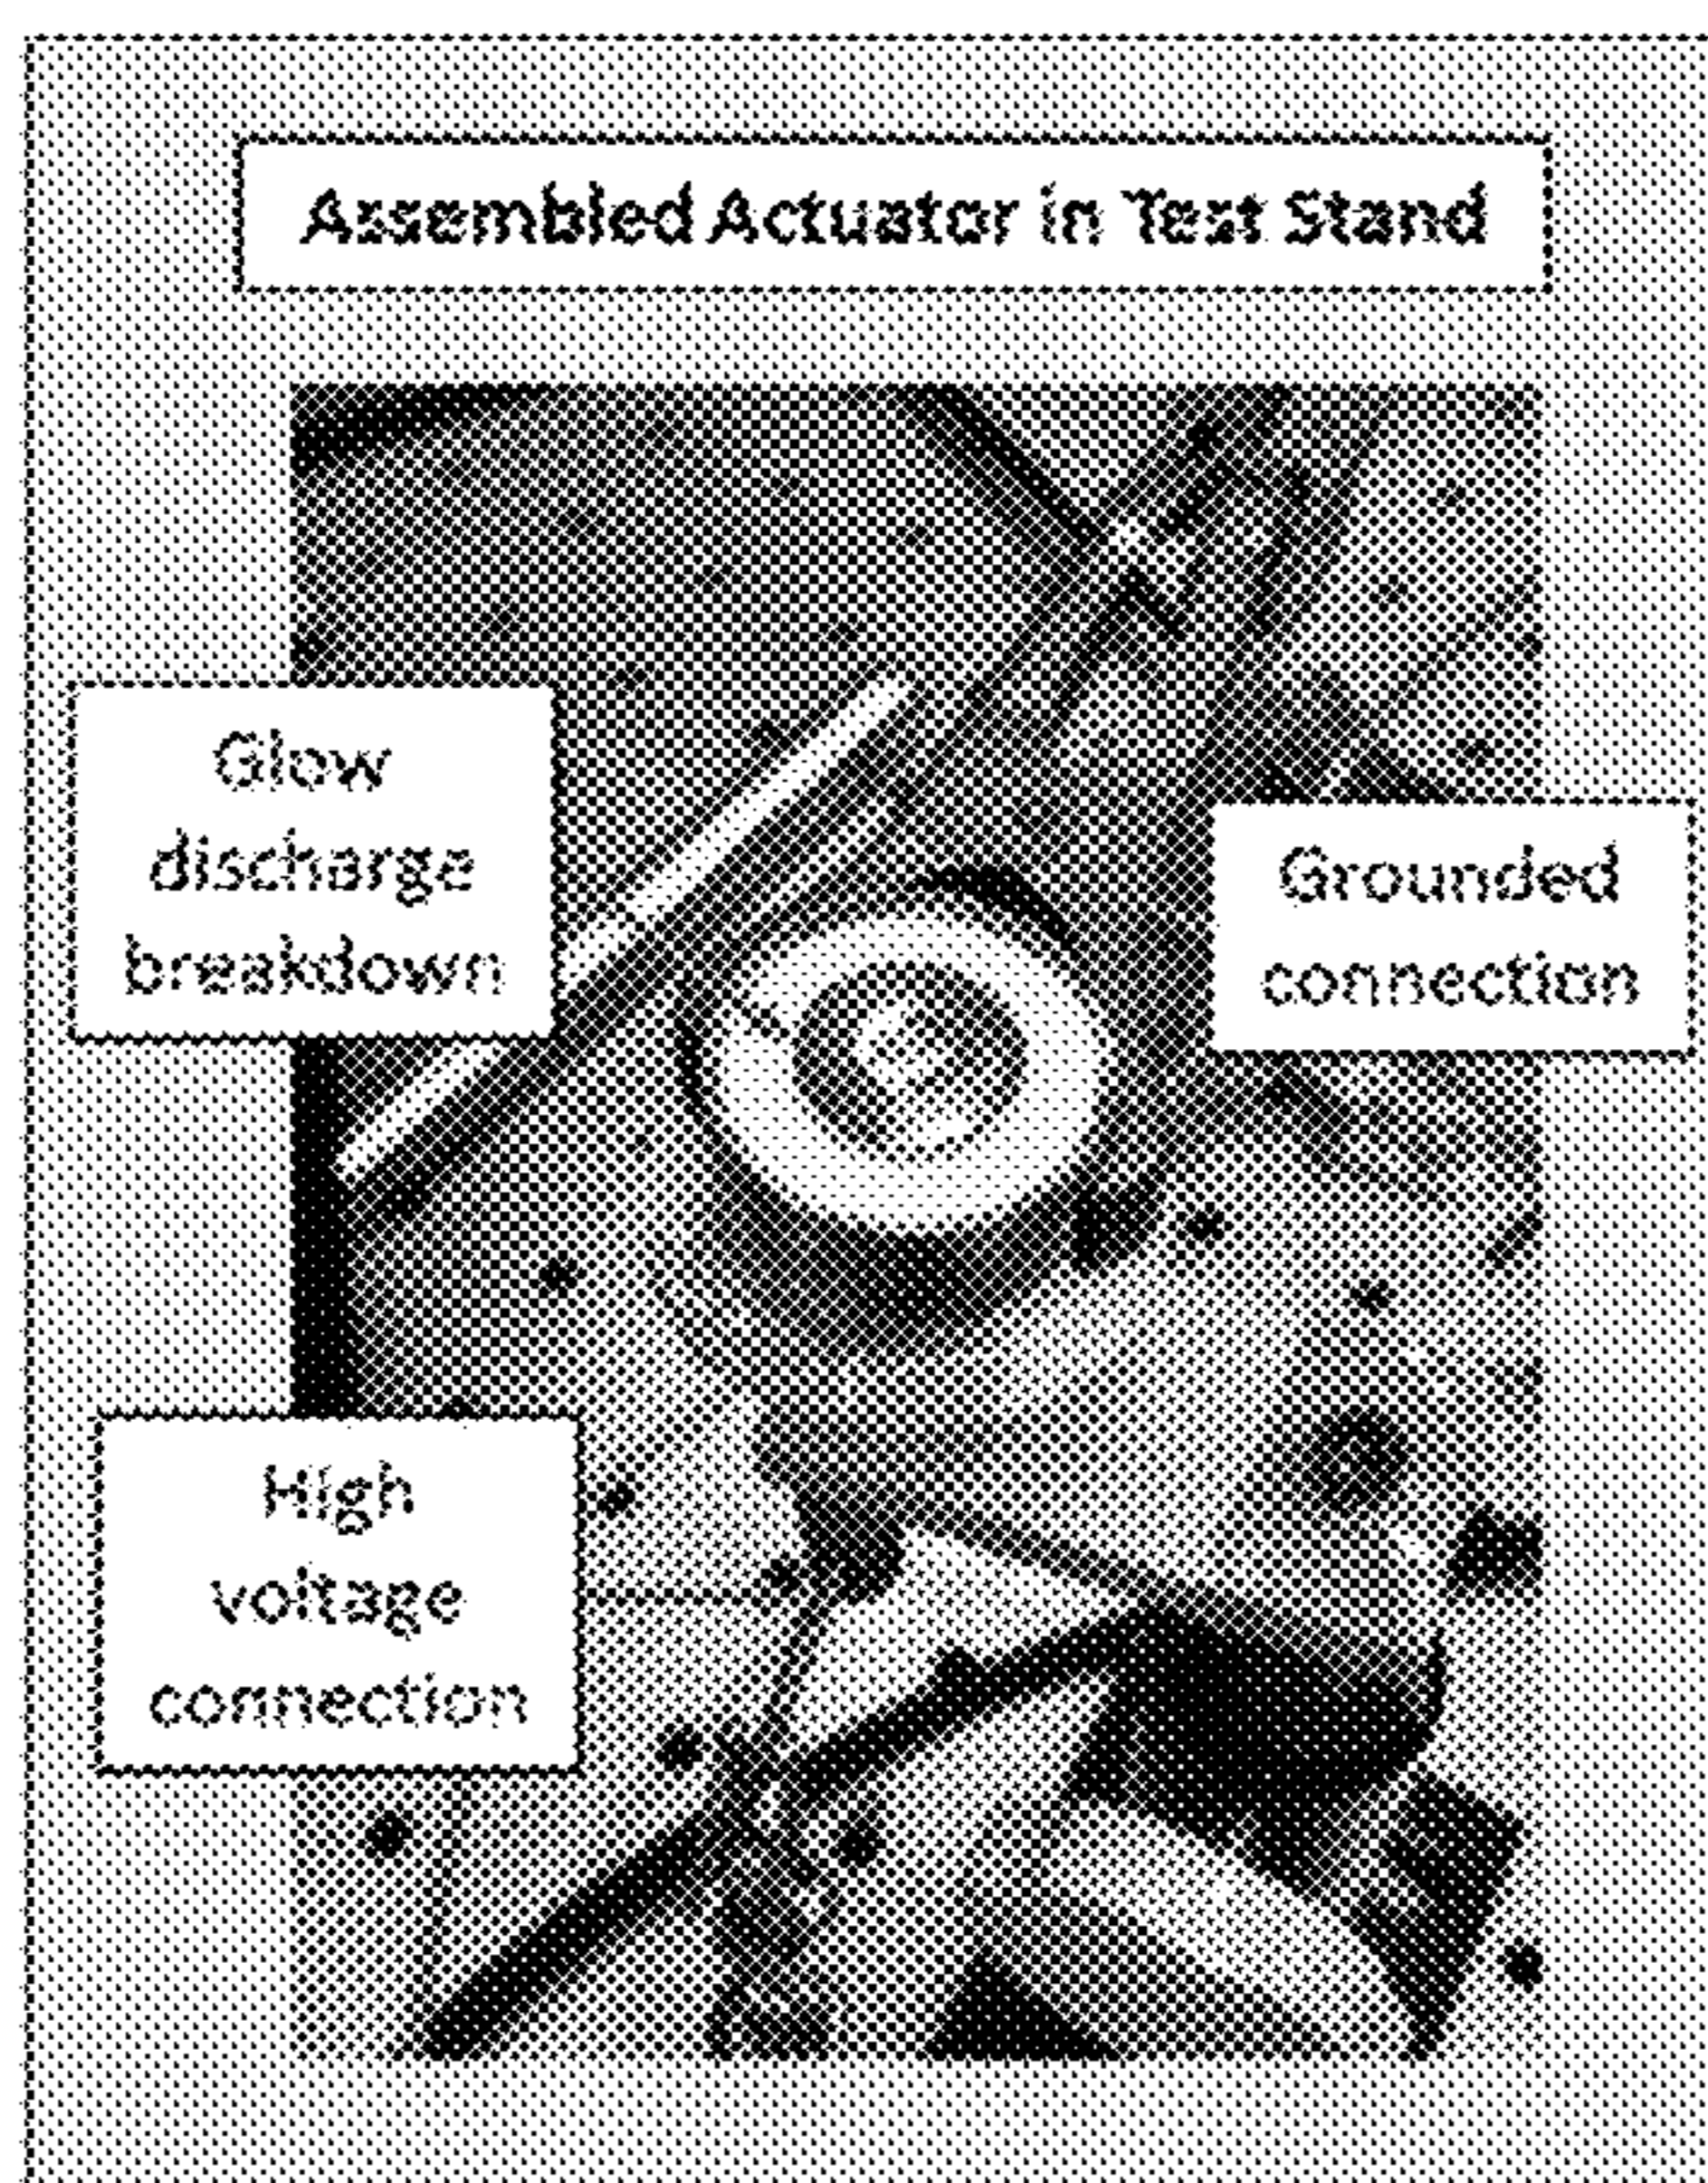 Assembled Actuator in Test Stand
Glow
discharge
breakdown
Grounded
connection
High
voltage
connection